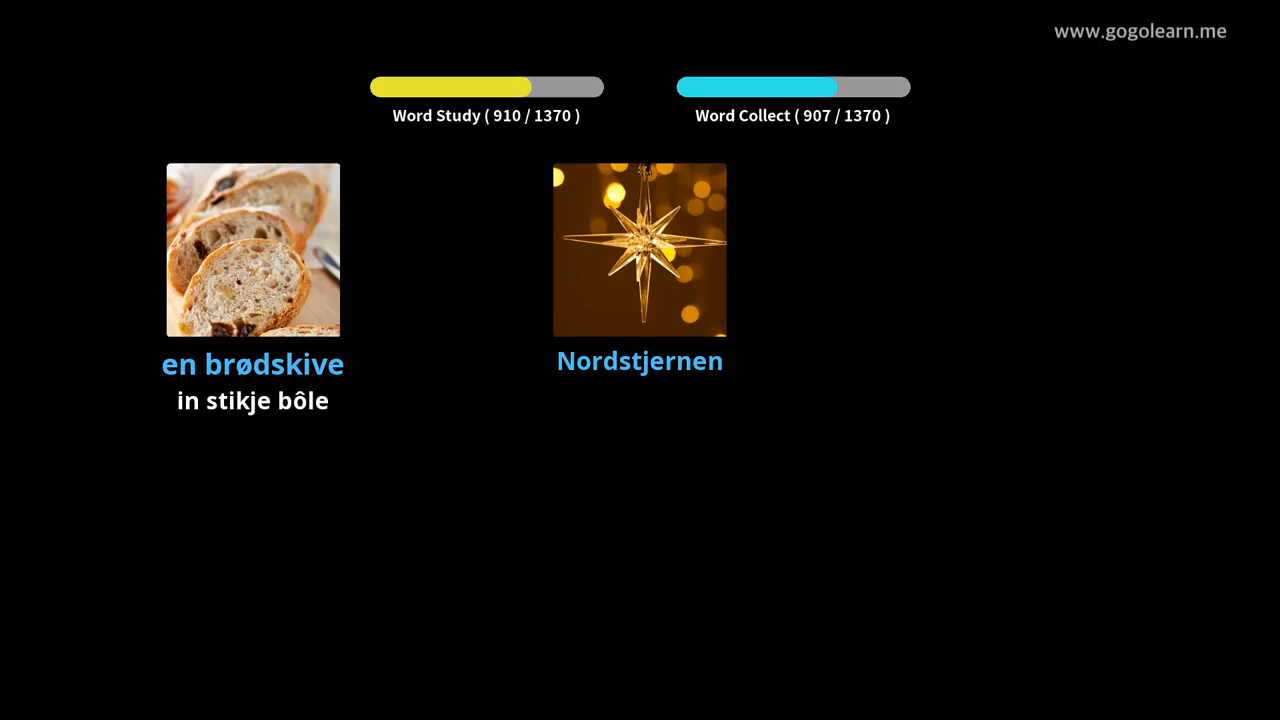 www.gogolearn.me
Word Study ( 910 / 1370 )
Word Collect ( 907 / 1370 )
en brødskive
in stikje bôle
Nordstjernen